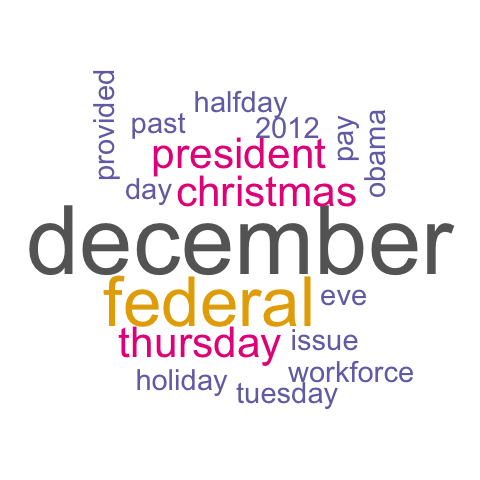 provided
halfday
past
2012
pay
obama
president
day
christmas
december
federal
eve
thursday
issue
holiday
workforce
tuesday